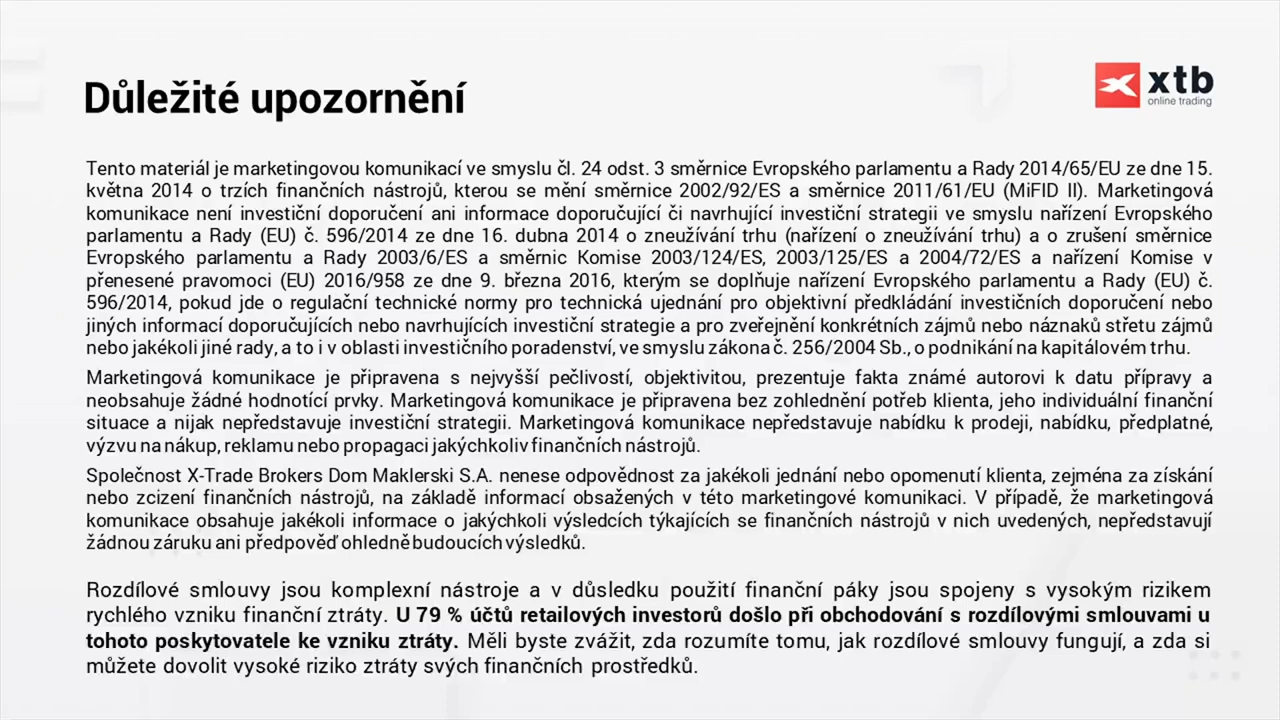 Důležité upozornění
xtb
online trading
Tento materiál je marketingovou komunikací ve smyslu čl. 24 odst. 3 směrnice Evropského parlamentu a Rady 2014/65/EU ze dne 15.
května 2014 o trzích finančních nástrojů, kterou se mění směrnice 2002/92/ES a směrnice 2011/61/EU (MiFID II). Marketingová
komunikace není investiční doporučení ani informace doporučující či navrhující investiční strategii ve smyslu nařízení Evropského
parlamentu a Rady (EU) č. 596/2014 ze dne 16. dubna 2014 o zneužívání trhu (nařízení o zneužívání trhu) a o zrušení směrnice
Evropského parlamentu a Rady 2003/6/ES a směrnic Komise 2003/124/ES, 2003/125/ES a 2004/72/ES a nařízení Komise v
přenesené pravomoci (EU) 2016/958 ze dne 9. března 2016, kterým se doplňuje nařízení Evropského parlamentu a Rady (EU) č.
596/2014, pokud jde o regulační technické normy pro technická ujednání pro objektivní předkládání investičních doporučení nebo
jiných informací doporučujících nebo navrhujících investiční strategie a pro zveřejnění konkrétních zájmů nebo náznaků střetu zájmů
nebo jakékoli jiné rady, a to i v oblasti investičního poradenství, ve smyslu zákona č. 256/2004 Sb., o podnikání na kapitálovém trhu.
Marketingová komunikace je připravena s nejvyšší pečlivostí, objektivitou, prezentuje fakta známé autorovi k datu přípravy a
neobsahuje žádné hodnotící prvky. Marketingová komunikace je připravena bez zohlednění potřeb klienta, jeho individuální finanční
situace a nijak nepředstavuje investiční strategii. Marketingová komunikace nepředstavuje nabídku k prodeji, nabídku, předplatné,
výzvu na nákup, reklamu nebo propagaci jakýchkoliv finančních nástrojů.
Společnost X-Trade Brokers Dom Maklerski S.A. nenese odpovědnost za jakékoli jednání nebo opomenutí klienta, zejména za získání
nebo zcizení finančních nástrojů, na základě informací obsažených v této marketingové komunikaci. V případě, že marketingová
komunikace obsahuje jakékoli informace o jakýchkoli výsledcích týkajících se finančních nástrojů v nich uvedených, nepředstavují
žádnou záruku ani předpověď ohledně budoucích výsledků.
Rozdílové smlouvy jsou komplexní nástroje a v důsledku použití finanční páky jsou spojeny s vysokým rizikem
rychlého vzniku finanční ztráty. U 79 % účtů retailových investorů došlo při obchodování s rozdílovými smlouvami u
tohoto poskytovatele ke vzniku ztráty. Měli byste zvážit, zda rozumíte tomu, jak rozdílové smlouvy fungují, a zda si
můžete dovolit vysoké riziko ztráty svých finančních prostředků.